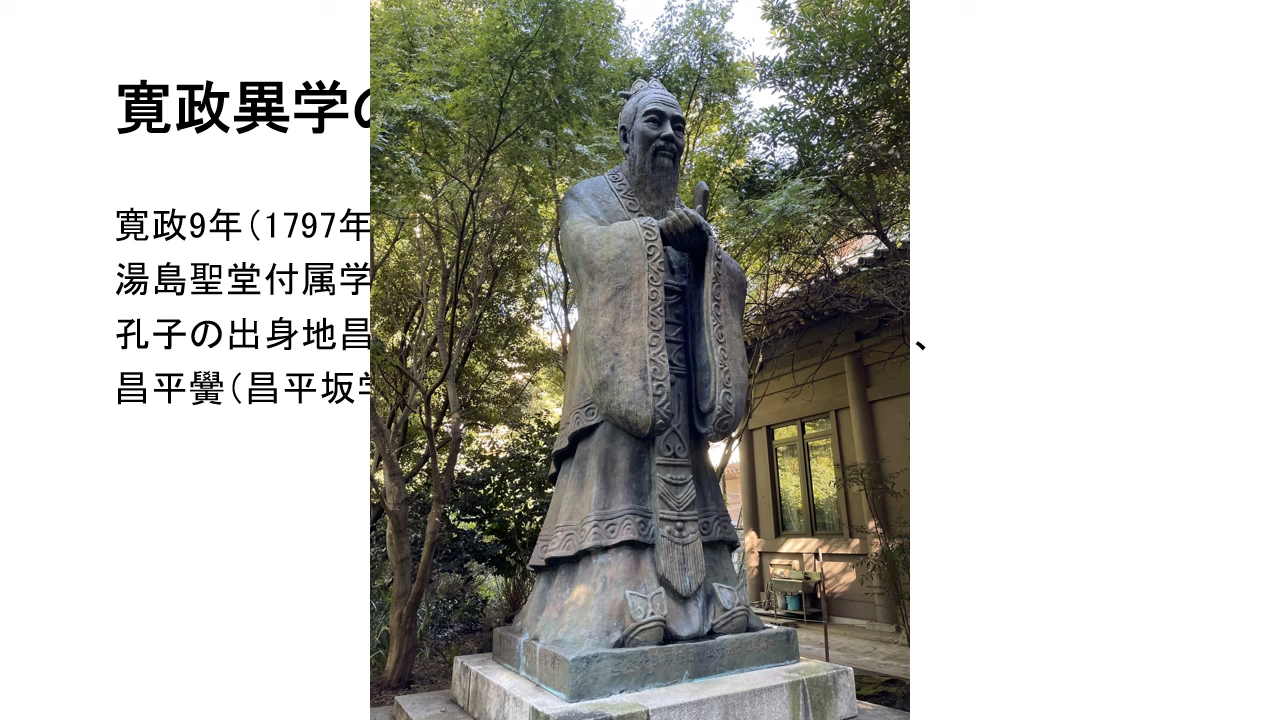 寛政異学の
寛政9年（1797年
湯島聖堂付属学
孔子の出身地昌、
昌平黌（昌平坂学